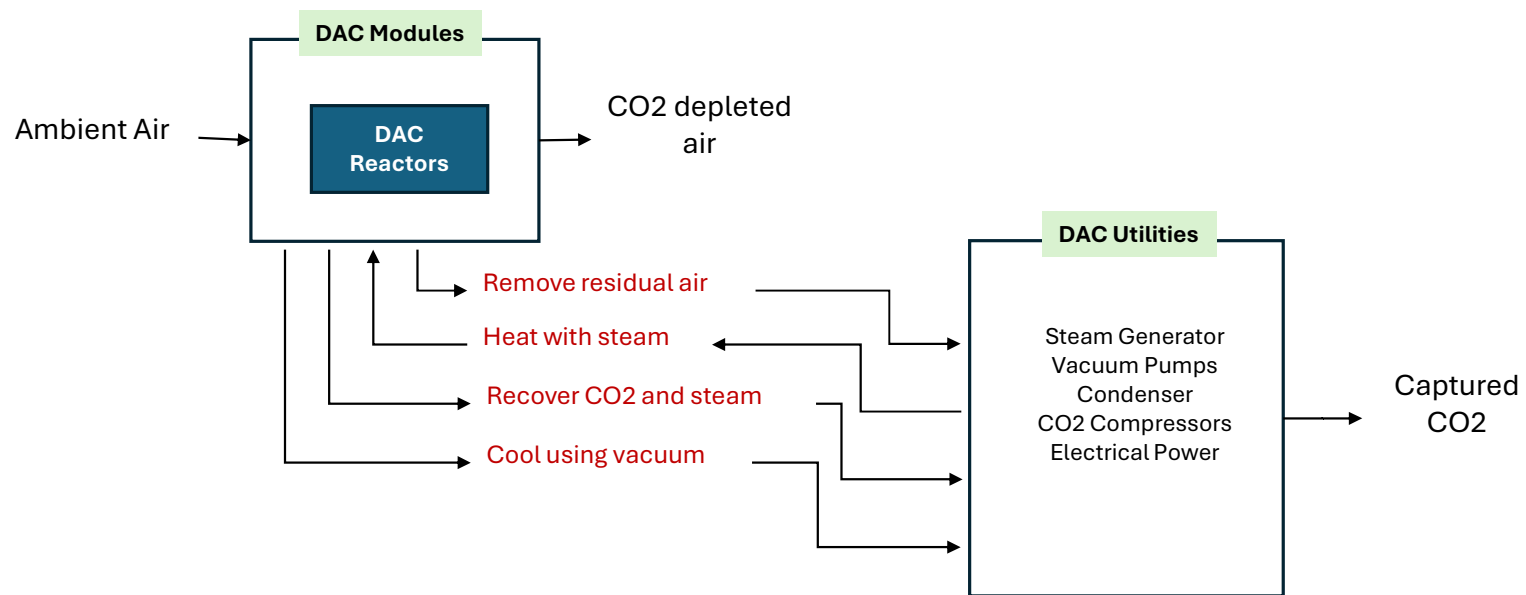 DAC Modules
Ambient Air
DAC
Reactors
CO2 depleted
air
DAC Utilities
Remove residual air
Heat with steam
Recover CO2 and steam
Cool using vacuum
Steam Generator
Vacuum Pumps
Condenser
CO2 Compressors
Electrical Power
Captured
CO2